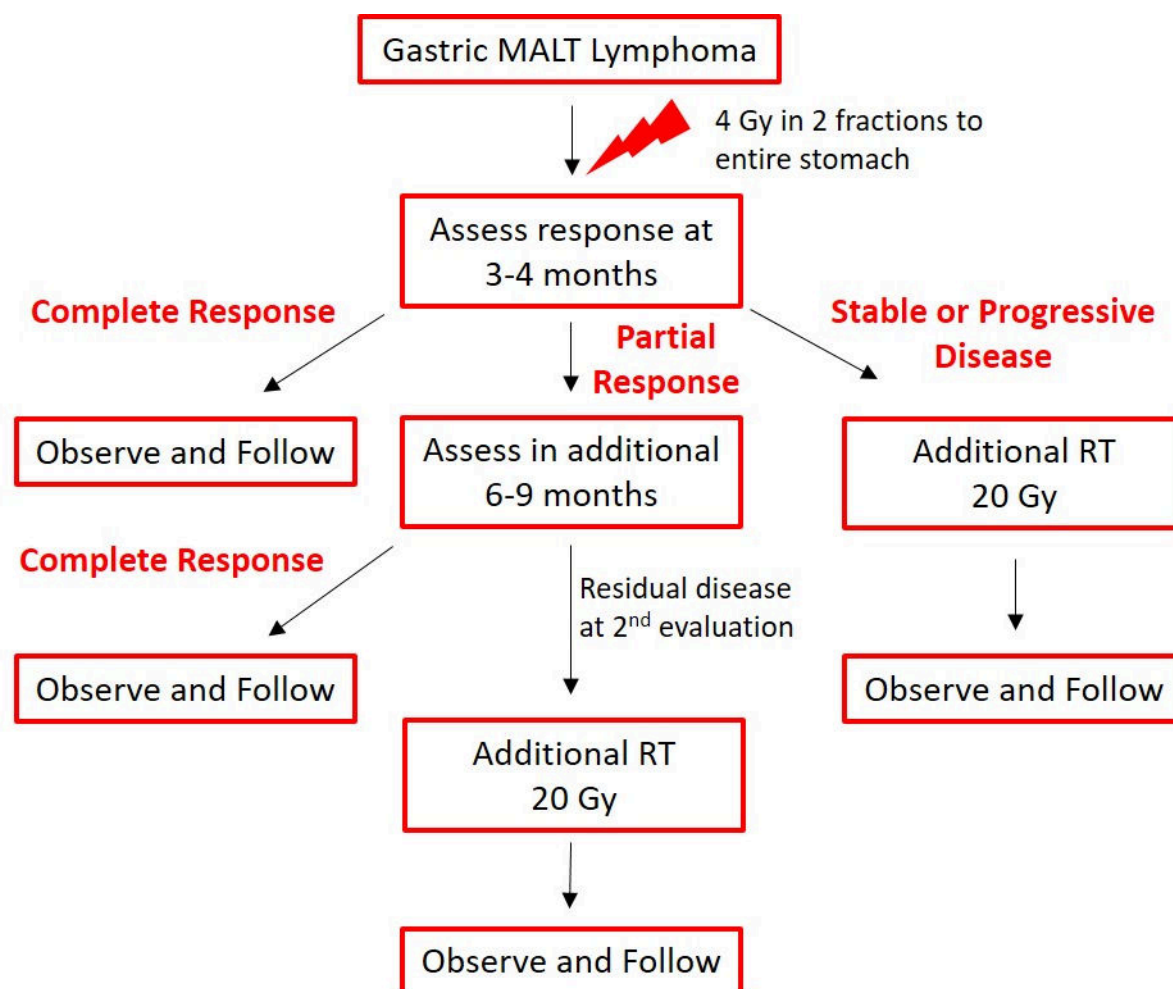 Gastric MALT Lymphoma
4 Gy in 2 fractions to
entire stomach
Assess response at
3-4 months
Complete Response
Partial
Response
Stable or Progressive
Disease
Observe and Follow
Assess in additional
6-9 months
Additional RT
20 Gy
Complete Response
Residual disease
at 2nd evaluation
Observe and Follow
Observe and Follow
Additional RT
20 Gy
Observe and Follow